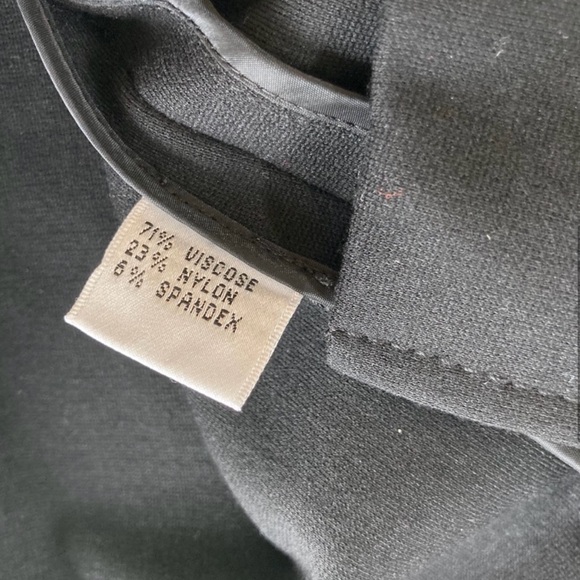 71% VISCOSE
23% NYLON
6% SPANDEX